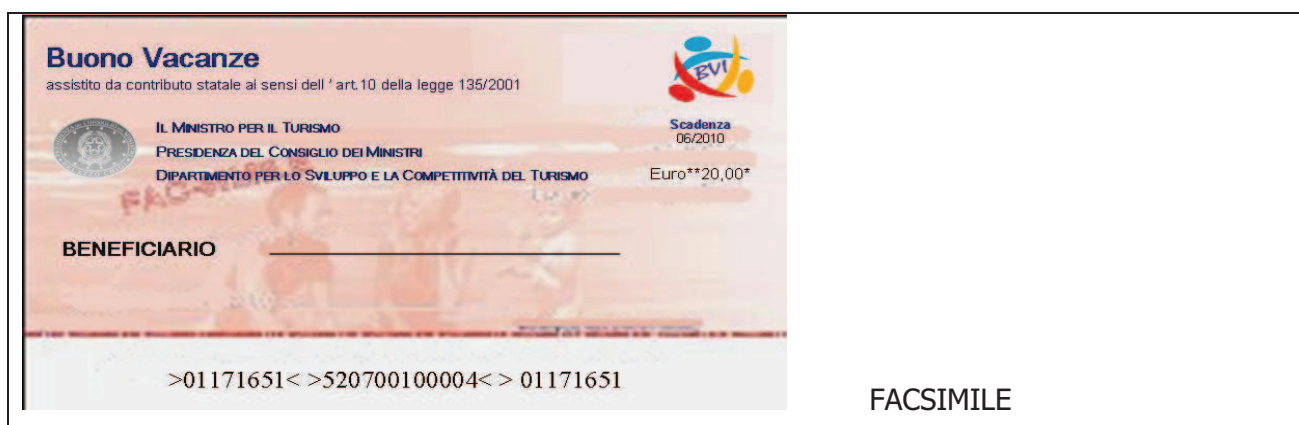 Buono Vacanze
assistito da contributo statale ai sensi dell ' art.10 della legge 135/2001
BVI
IL MINISTRO PER IL TURISMO
PRESIDENZA DEL CONSIGLIO DEI MINISTRI
DIPARTIMENTO PER LO SVILUPPO E LA COMPETITIVITÀ DEL TURISMO
Scadenza
06/2010
Euro**20,00*
FAC-SIMILE
BENEFICIARIO
>01171651< >520700100004< > 01171651
FACSIMILE